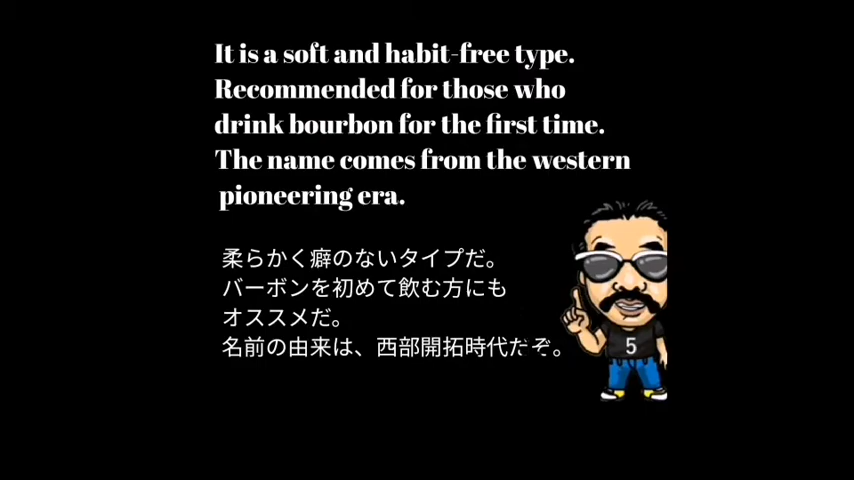 It is a soft and habit-free type.
Recommended for those who
drink bourbon for the first time.
The name comes from the western
pioneering era.
柔らかく癖のないタイプだ。
バーボンを初めて飲む方にも
オススメだ。
名前の由来は、西部開拓時代だぞ。
5